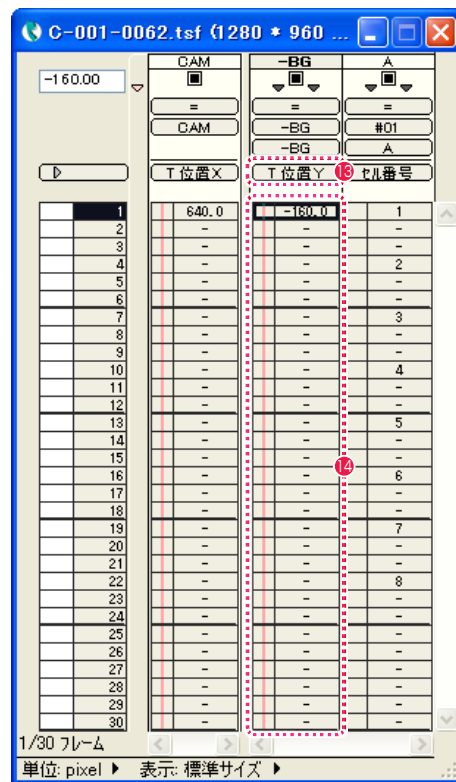 C-001-0062.tsf (1280 * 960 ...
CAM -BG A
-160.00
= = =
CAM -BG #01
-BG A
T 位置X T 位置Y 13 セル番号
1 640.0 -160.0 1
2 - - -
3 - - -
4 - - 2
5 - - -
6 - - -
7 - - 3
8 - - -
9 - - -
10 - - 4
11 - - -
12 - - -
13 - - 5
14 - - -
15 - - -
14
16 - - 6
17 - - -
18 - - -
19 - - 7
20 - - -
21 - - -
22 - - 8
23 - - -
24 - - -
25 - - -
26 - - -
27 - - -
28 - - -
29 - - -
30 - - -
1/30 フレーム
単位: pixel 表示: 標準サイズ